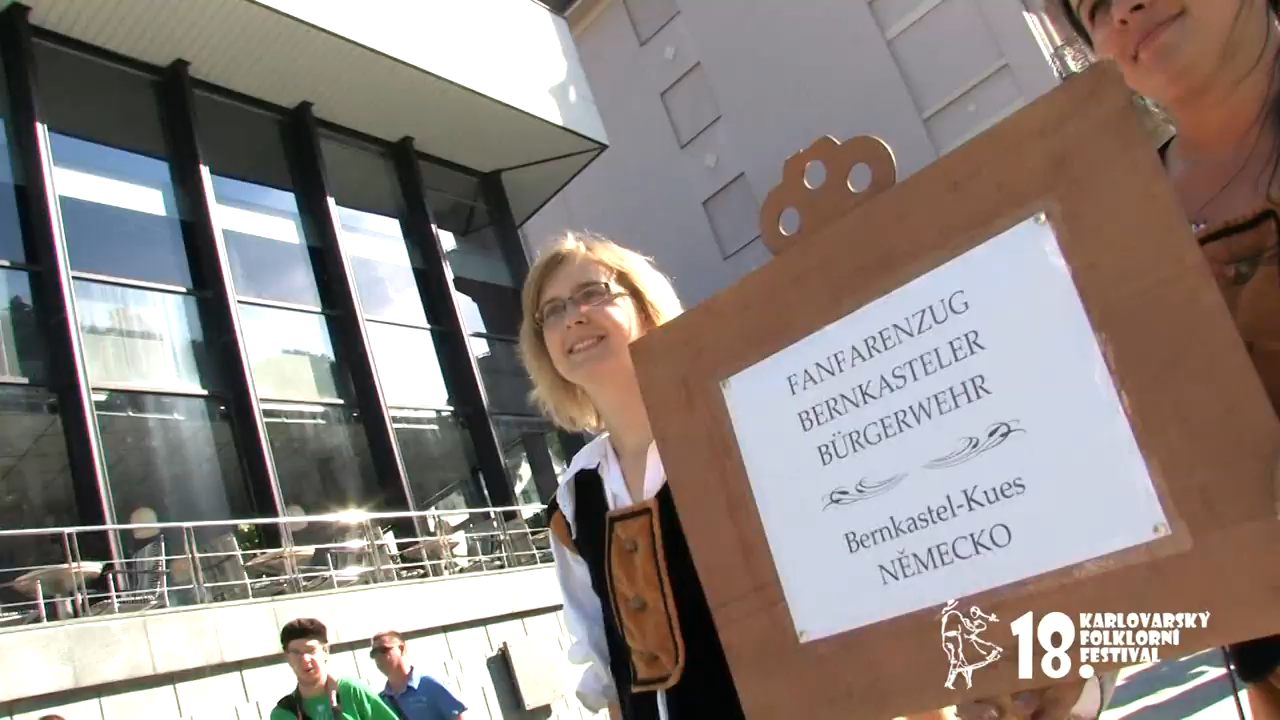 FANFARENZUG
BERNKASTELER
BÜRGERWEHR
Bernkastel-Kues
NĚMECKO
18.
KARLOVARSKÝ
FOLKLORNÍ
FESTIVAL